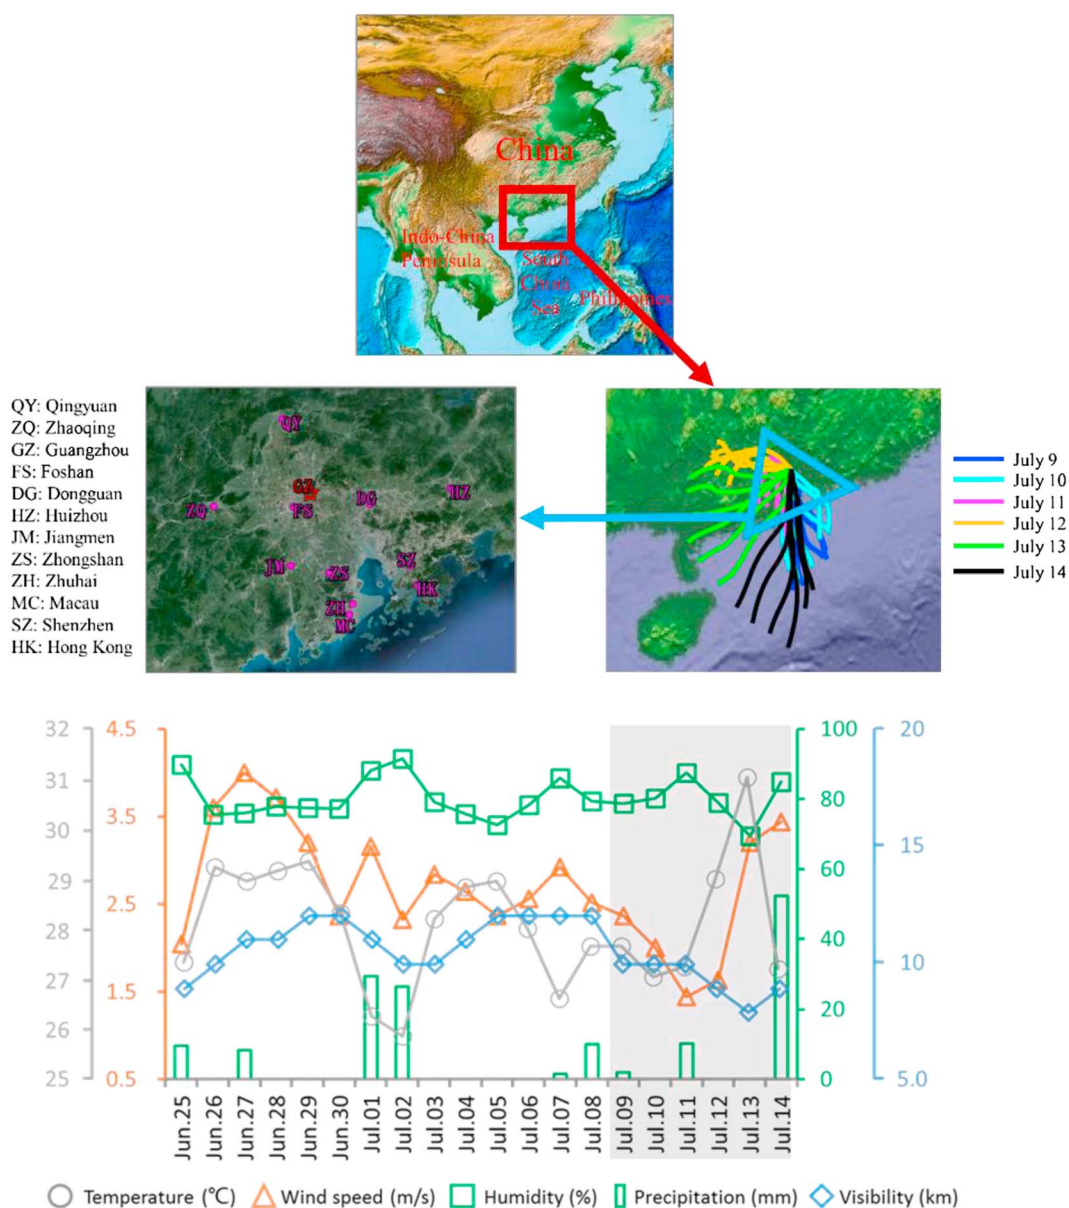 China
Indo-China
Peninsula
South
China
Sea
Philippines
QY: Qingyuan
ZQ: Zhaoqing
GZ: Guangzhou
FS: Foshan
DG: Dongguan
HZ: Huizhou
JM: Jiangmen
ZS: Zhongshan
ZH: Zhuhai
MC: Macau
SZ: Shenzhen
HK: Hong Kong
QY
GZ
ZQ
FS
DG
HZ
JM
ZS
SZ
HK
ZH
MC
July 9
July 10
July 11
July 12
July 13
July 14
32
31
30
29
28
27
26
25
4.5
3.5
2.5
1.5
0.5
100
80
60
40
20
0
20
15
10
5.0
Jun.25
Jun.26
Jun.27
Jun.28
Jun.29
Jun.30
Jul.01
Jul.02
Jul.03
Jul.04
Jul.05
Jul.06
Jul.07
Jul.08
Jul.09
Jul.10
Jul.11
Jul.12
Jul.13
Jul.14
Temperature (℃) Wind speed (m/s) Humidity (%) Precipitation (mm) Visibility (km)